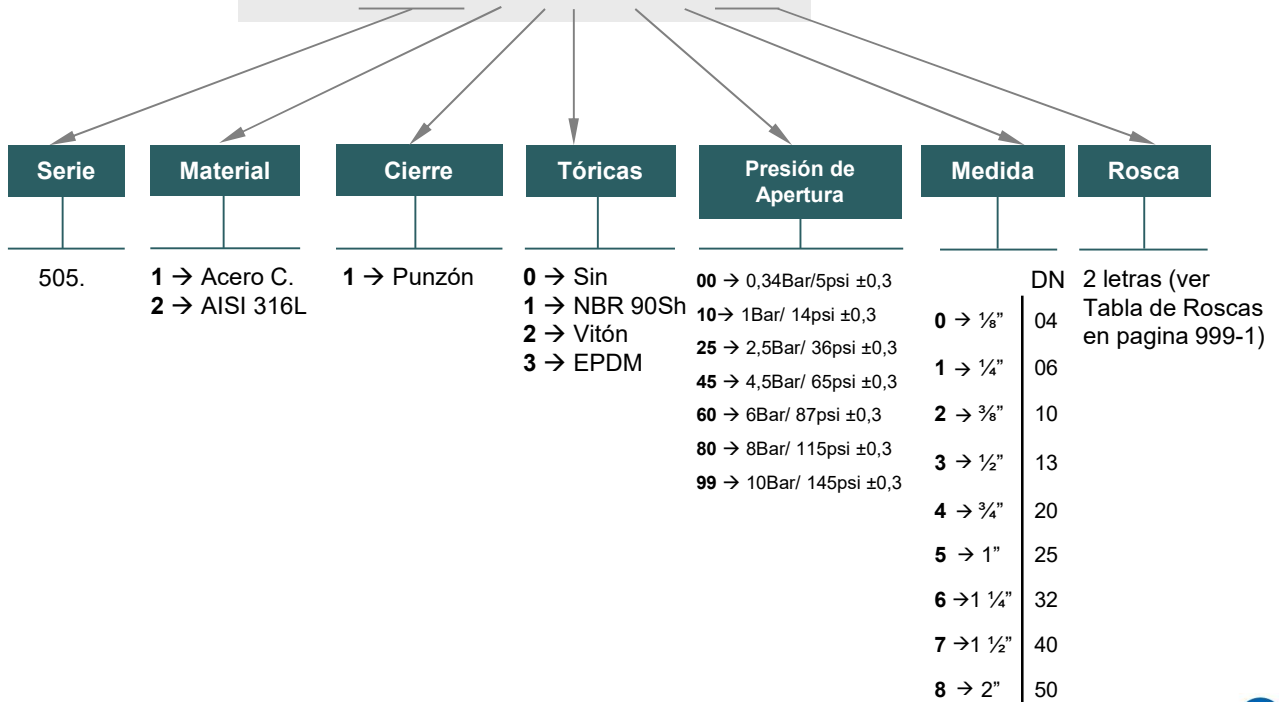 Serie
505.
Material
1 → Acero C.
2 → AISI 316L
Cierre
1 → Punzón
Tóricas
0 → Sin
1 → NBR 90Sh
2 → Vitón
3 → EPDM
Presión de
Apertura
00 → 0,34Bar/5psi ±0,3
10→ 1Bar/ 14psi ±0,3
25 → 2,5Bar/ 36psi ±0,3
45 → 4,5Bar/ 65psi ±0,3
60 → 6Bar/ 87psi ±0,3
80 → 8Bar/ 115psi ±0,3
99 → 10Bar/ 145psi ±0,3
Medida
DN
0 → ⅛” 04
1 → ¼” 06
2 → ⅜” 10
3 → ½” 13
4 → ¾” 20
5 → 1” 25
6 →1 ¼” 32
7 →1 ½” 40
8 → 2” 50
Rosca
2 letras (ver
Tabla de Roscas
en pagina 999-1)